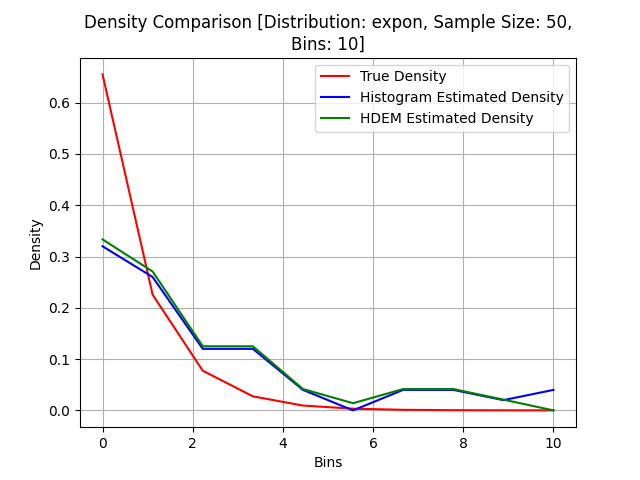 Density Comparison [Distribution: expon, Sample Size: 50,
Bins: 10]
True Density
Histogram Estimated Density
HDEM Estimated Density
Density
0.6
0.5
0.4
0.3
0.2
0.1
0.0
0 2 4 6 8 10
Bins